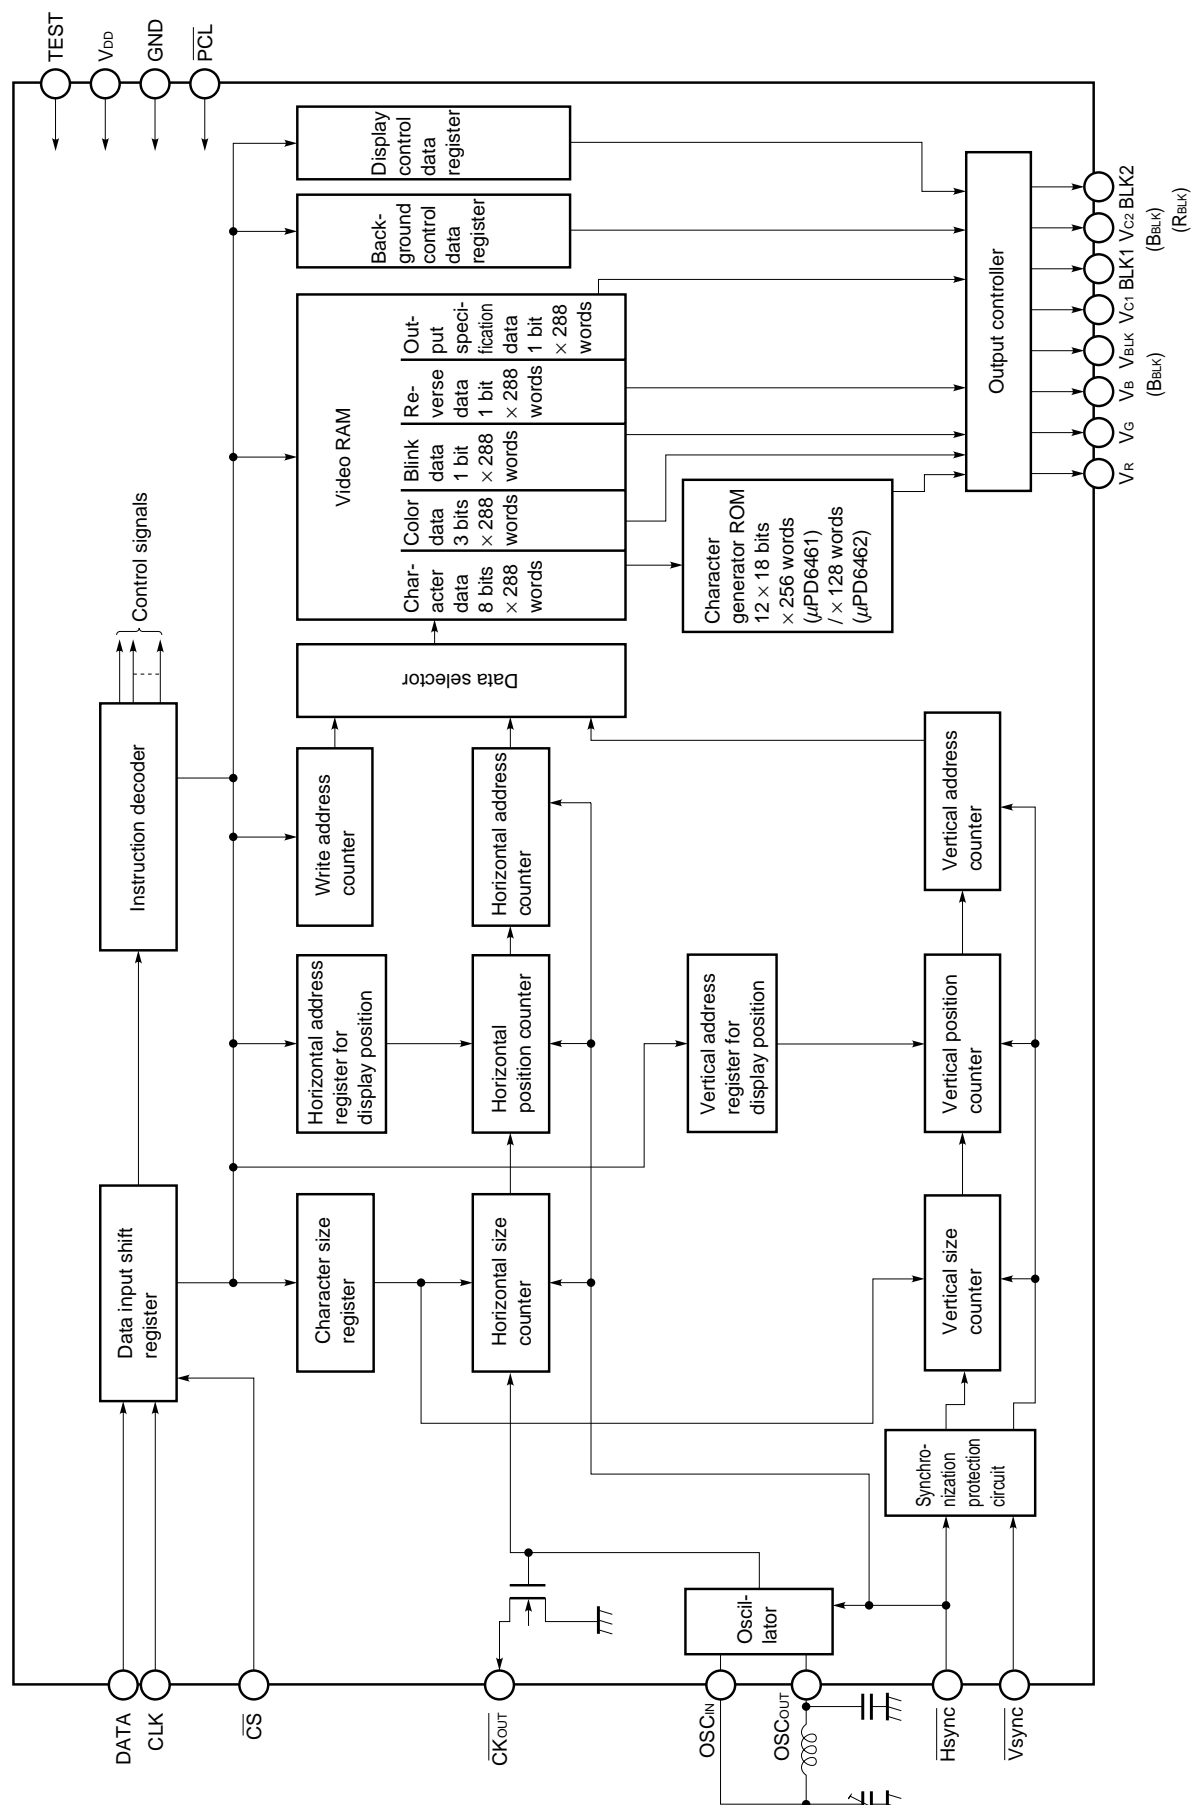 TEST
VDD
GND
PCL
Display
control
data
register
Back-
ground
control
data
register
Video RAM
Char-
acter
data
8 bits
× 288
words
Color
data
3 bits
× 288
words
Blink
data
1 bit
× 288
words
Re-
verse
data
1 bit
× 288
words
Out-
put
speci-
fication
data
1 bit
× 288
words
Control signals
Instruction decoder
Data selector
Character
generator ROM
12 × 18 bits
× 256 words
(μPD6461)
/ × 128 words
(μPD6462)
Output controller
VR
VG
VB
VBLK
VC1
BLK1
VC2
BLK2
(BBLK)
(BBLK)
(RBLK)
Write address
counter
Horizontal address
counter
Vertical address
counter
Horizontal address
register for
display position
Horizontal
position counter
Vertical address
register for
display position
Vertical position
counter
Data input shift
register
Character size
register
Horizontal size
counter
Vertical size
counter
Synchro-
nization
protection
circuit
Oscil-
lator
DATA
CLK
CS
CKOUT
OSCIN
OSCOUT
Hsync
Vsync